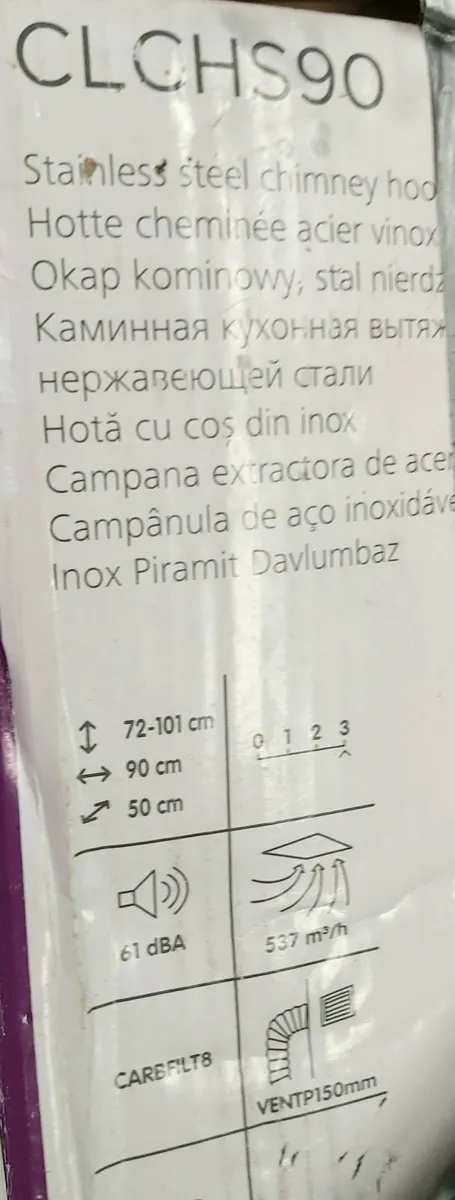 CLCHS90
Stainless steel chimney hoo
Hotte cheminée acier vinox
Okap kominowy, stal nierdz
Каминная кухонная вытяж
нержавеющей стали
Hotă cu coș din inox
Campana extractora de acer
Campânula de aço inoxidáve
Inox Piramit Davlumbaz
72-101 cm
90 cm
50 cm
0 1 2 3
61 dBA
537 m³/h
CARBFILT8
VENTP150mm